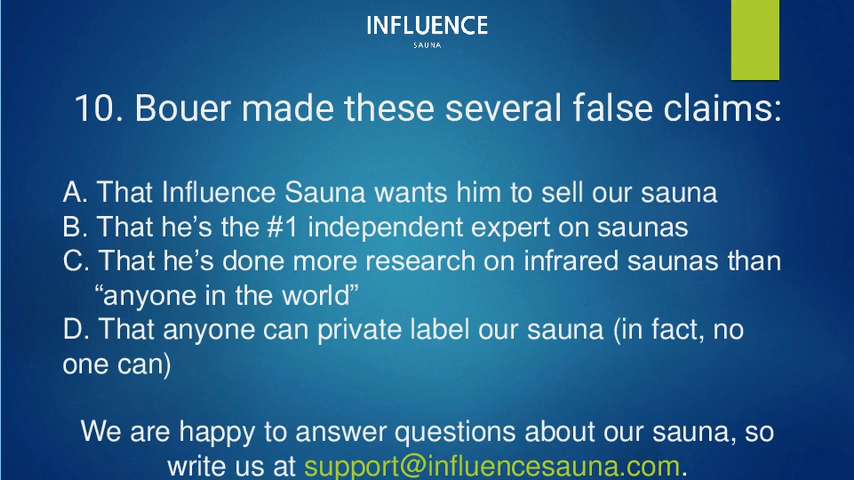 INFLUENCE
SAUNA
10. Bouer made these several false claims:
A. That Influence Sauna wants him to sell our sauna
B. That he’s the #1 independent expert on saunas
C. That he’s done more research on infrared saunas than
“anyone in the world”
D. That anyone can private label our sauna (in fact, no
one can)
We are happy to answer questions about our sauna, so
write us at support@influencesauna.com.